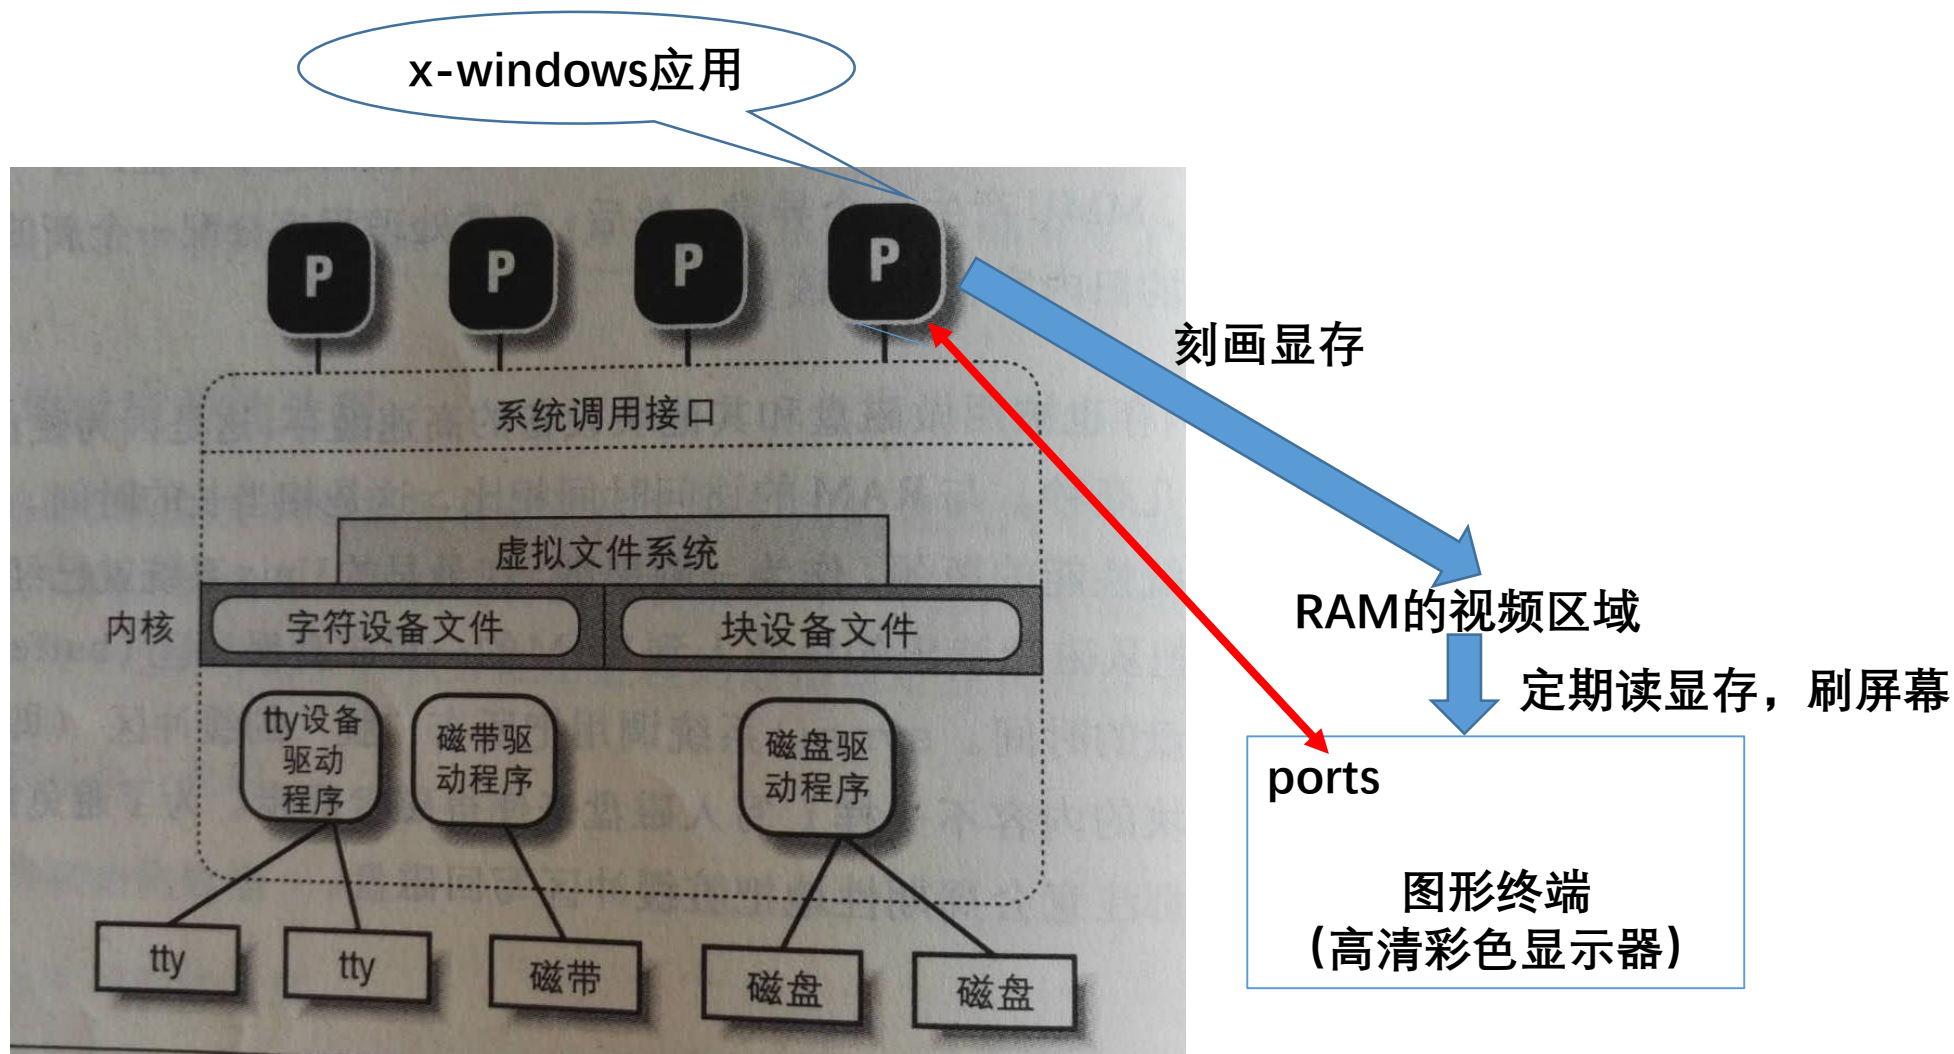 x-windows应用
P
P
P
P
刻画显存
系统调用接口
虚拟文件系统
RAM的视频区域
内核
字符设备文件
块设备文件
定期读显存，刷屏幕
tty设备
驱动
程序
磁带驱
动程序
磁盘驱
动程序
ports
图形终端
（高清彩色显示器）
tty
tty
磁带
磁盘
磁盘